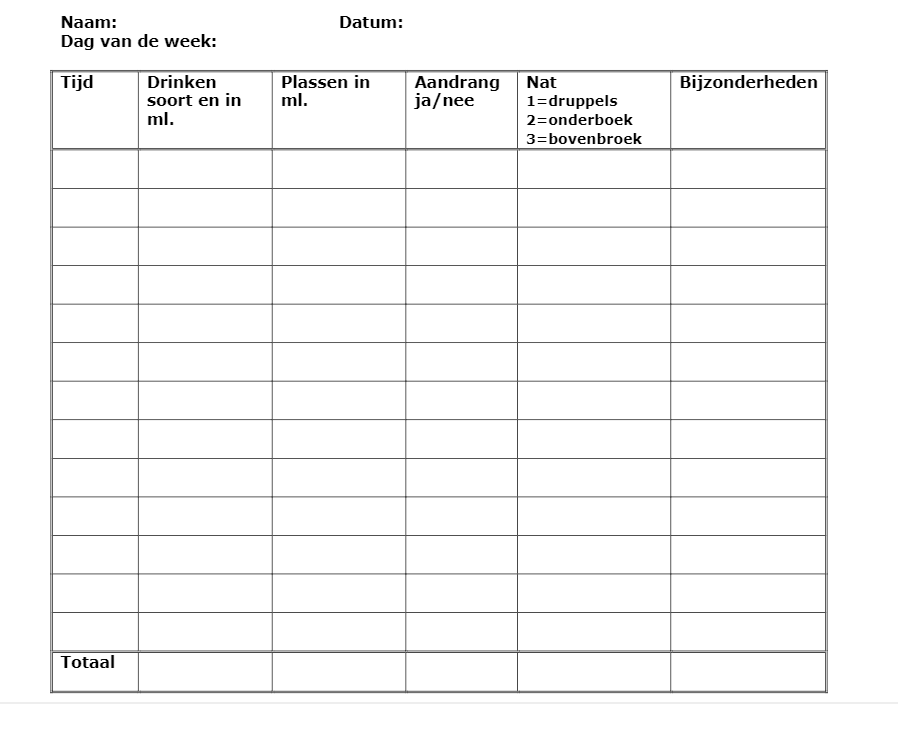 Naam: Datum:
Dag van de week:
Tijd
Drinken
soort en in
ml.
Plassen in
ml.
Aandrang
ja/nee
Nat
1=druppels
2=onderboek
3=bovenbroek
Bijzonderheden
Totaal